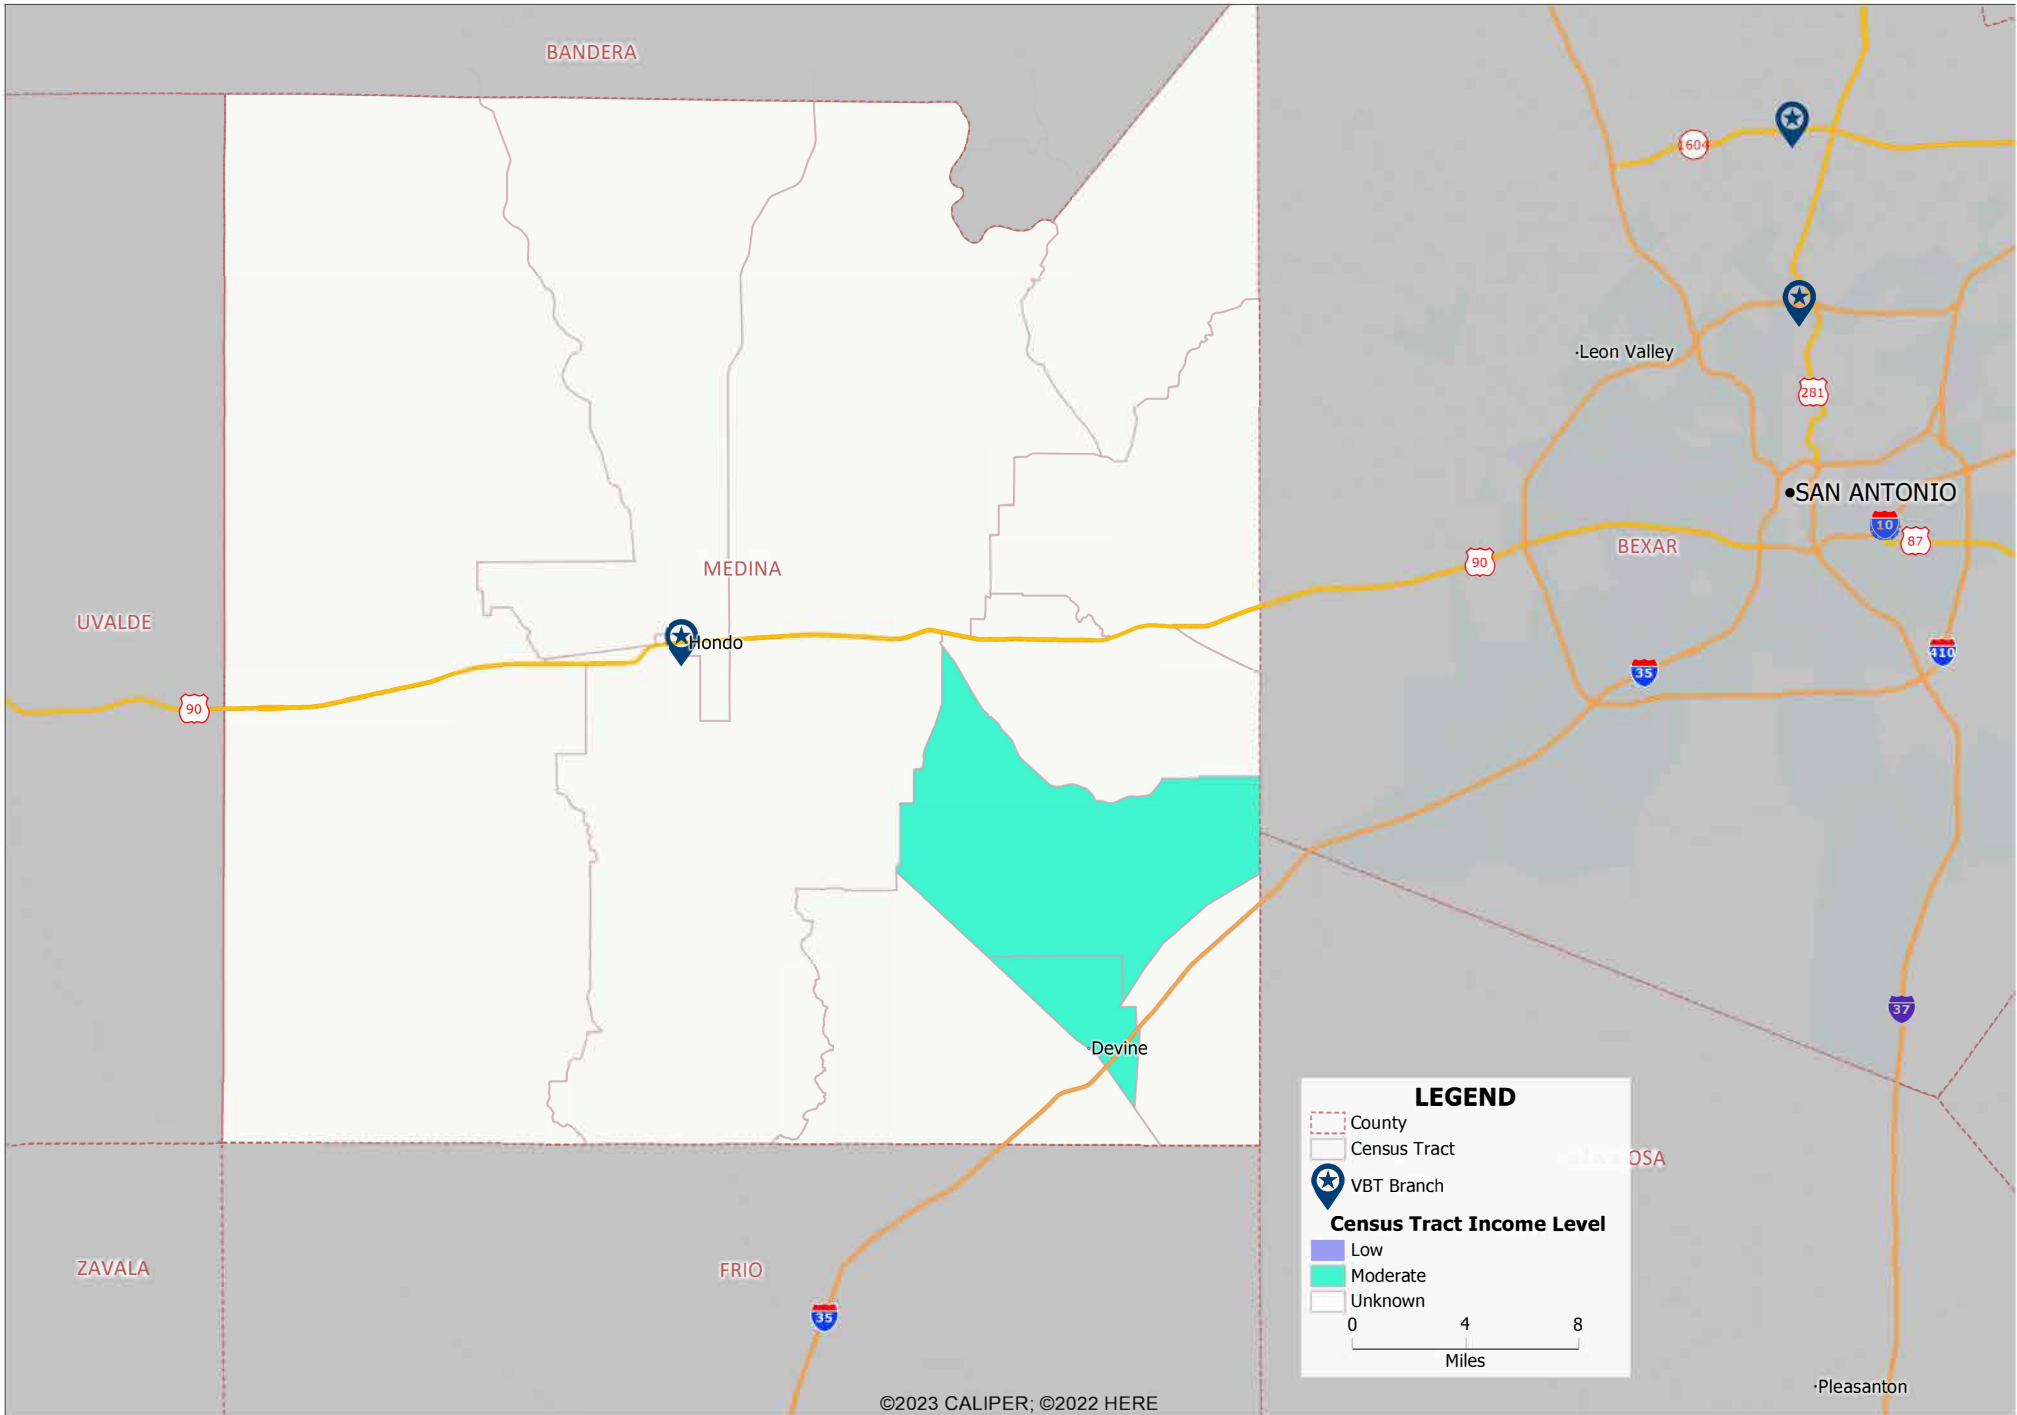 BANDERA
1604
Leon Valley
281
SAN ANTONIO
10
87
BEXAR
90
MEDINA
UVALDE
Hondo
410
35
90
37
Devine
LEGEND
County
Census Tract
VBT Branch
Census Tract Income Level
Low
Moderate
Unknown
0 4 8
Miles
OSA
ZAVALA
FRIO
35
Pleasanton
©2023 CALIPER; ©2022 HERE